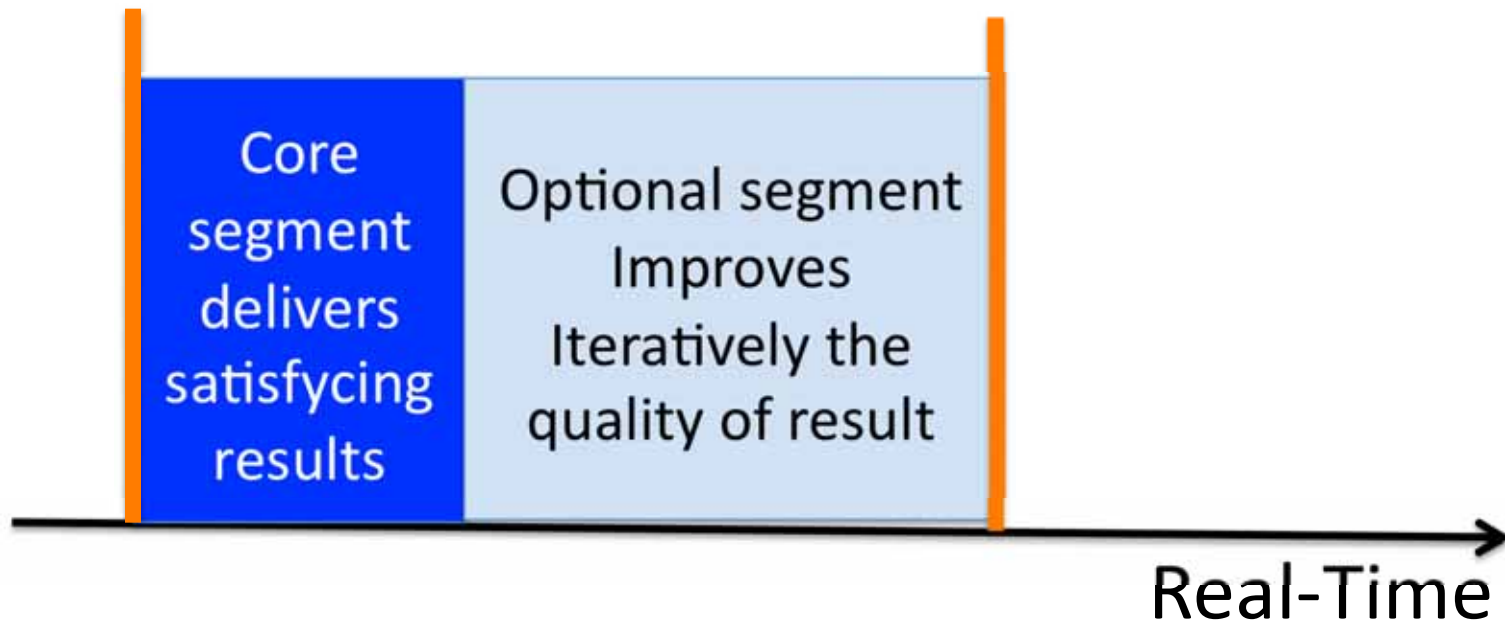 Core
segment
delivers
satisfycing
results
Optional segment
Improves
Iteratively the
quality of result
Real-Time